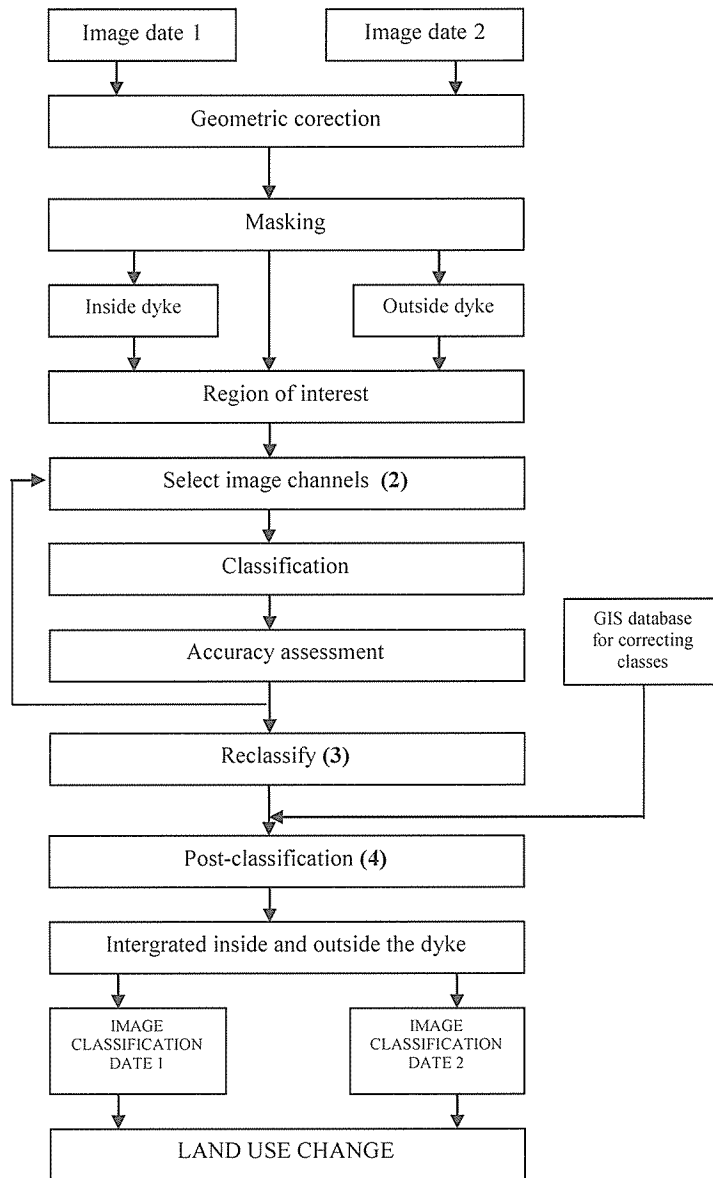 Image date 1
Image date 2
Geometric corection
Masking
Inside dyke
Outside dyke
Region of interest
Select image channels (2)
Classification
GIS database
for correcting
classes
Accuracy assessment
Reclassify (3)
Post-classification (4)
Intergrated inside and outside the dyke
IMAGE
CLASSIFICATION
DATE 1
IMAGE
CLASSIFICATION
DATE 2
LAND USE CHANGE